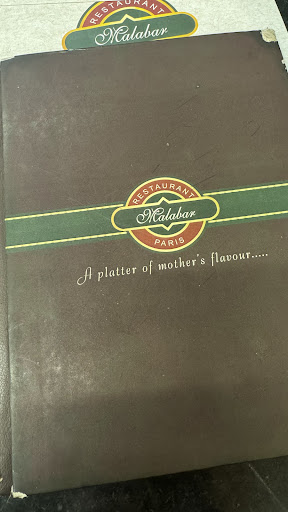 RESTAURANT
Malabar
RESTAURANT
Malabar
PARIS
A platter of mother's flavour.....